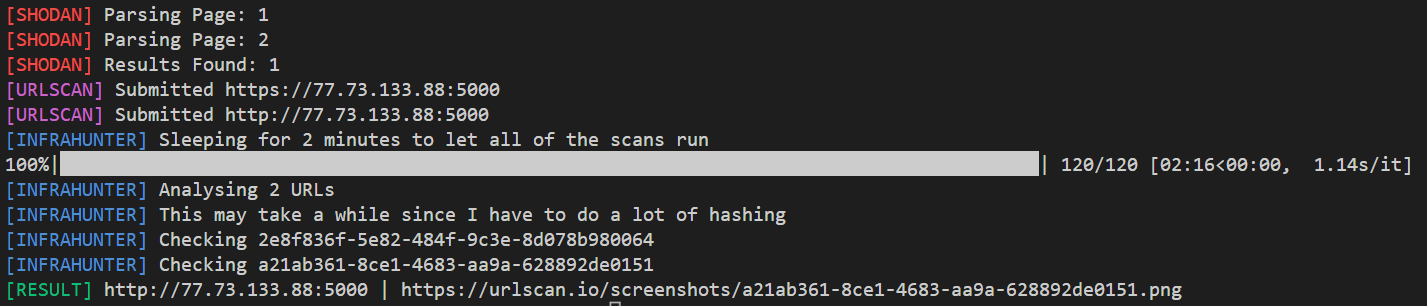 [SHODAN] Parsing Page: 1
[SHODAN] Parsing Page: 2
[SHODAN] Results Found: 1
[URLSCAN] Submitted https://77.73.133.88:5000
[URLSCAN] Submitted http://77.73.133.88:5000
[INFRAHUNTER] Sleeping for 2 minutes to let all of the scans run
100%| | 120/120 [02:16<00:00, 1.14s/it]
[INFRAHUNTER] Analysing 2 URLs
[INFRAHUNTER] This may take a while since I have to do a lot of hashing
[INFRAHUNTER] Checking 2e8f836f-5e82-484f-9c3e-8d078b980064
[INFRAHUNTER] Checking a21ab361-8ce1-4683-aa9a-628892de0151
[RESULT] http://77.73.133.88:5000 | https://urlscan.io/screenshots/a21ab361-8ce1-4683-aa9a-628892de0151.png